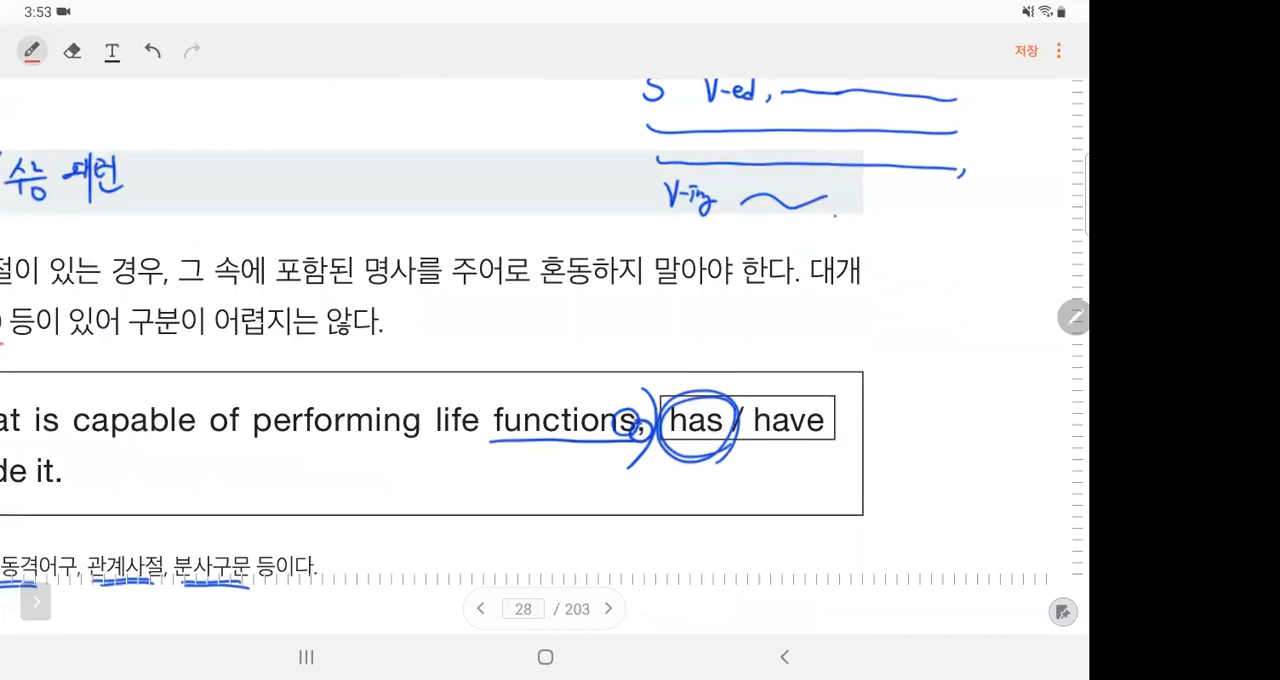 3:53
T
저장
S V-ed,
수능 패턴
V-ing
절이 있는 경우, 그 속에 포함된 명사를 주어로 혼동하지 말아야 한다. 대개
) 등이 있어 구분이 어렵지는 않다.
at is capable of performing life functions, has / have
de it.
동격어구, 관계사절, 분사구문 등이다.
28 / 203